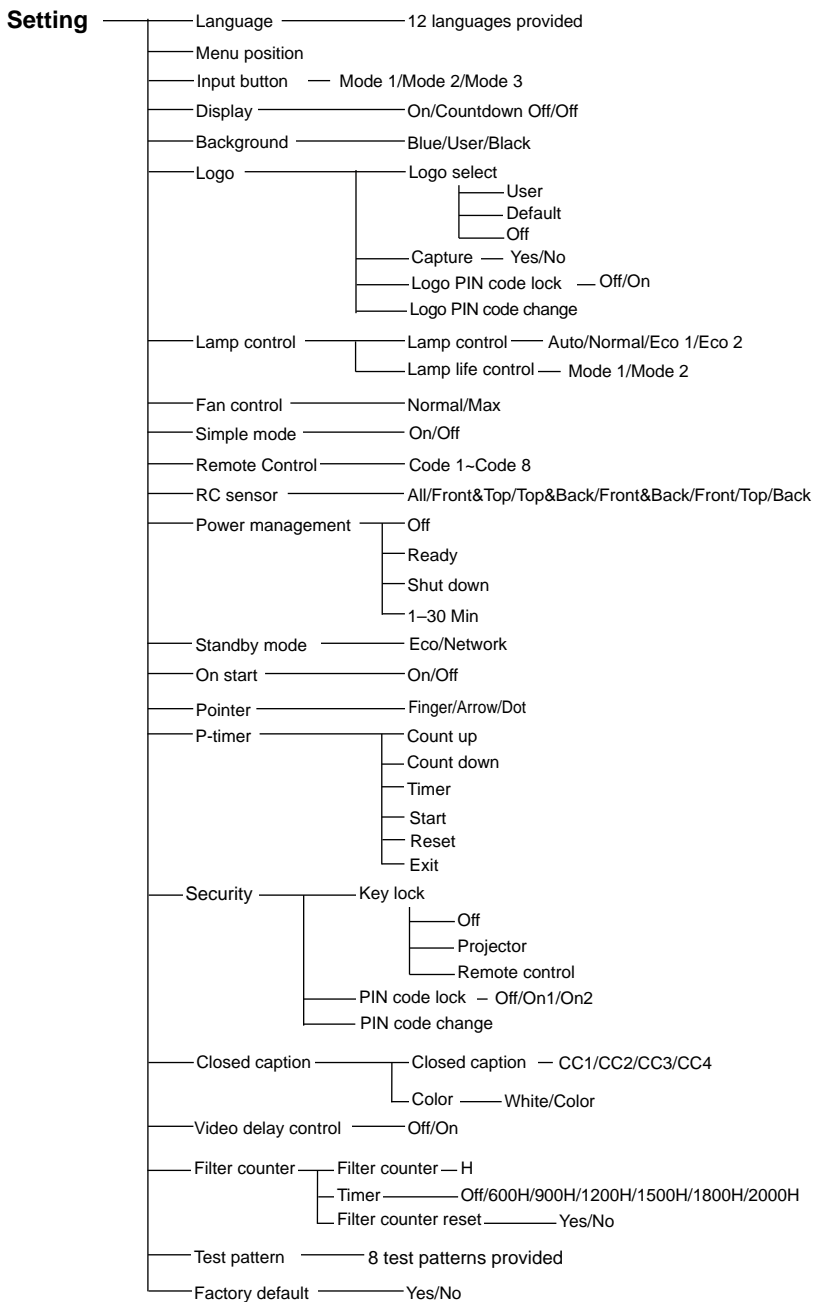 Setting Language 12 languages provided
Menu position
Input button Mode 1/Mode 2/Mode 3
Display On/Countdown Off/Off
Background Blue/User/Black
Logo Logo select
User
Default
Off
Capture Yes/No
Logo PIN code lock Off/On
Logo PIN code change
Lamp control Lamp control Auto/Normal/Eco 1/Eco 2
Lamp life control Mode 1/Mode 2
Fan control Normal/Max
Simple mode On/Off
Remote Control Code 1~Code 8
RC sensor All/Front&Top/Top&Back/Front&Back/Front/Top/Back
Power management Off
Ready
Shut down
1–30 Min
Standby mode Eco/Network
On start On/Off
Pointer Finger/Arrow/Dot
P-timer Count up
Count down
Timer
Start
Reset
Exit
Security Key lock
Off
Projector
Remote control
PIN code lock Off/On1/On2
PIN code change
Closed caption Closed caption CC1/CC2/CC3/CC4
Color White/Color
Video delay control Off/On
Filter counter Filter counter H
Timer Off/600H/900H/1200H/1500H/1800H/2000H
Filter counter reset Yes/No
Test pattern 8 test patterns provided
Factory default Yes/No